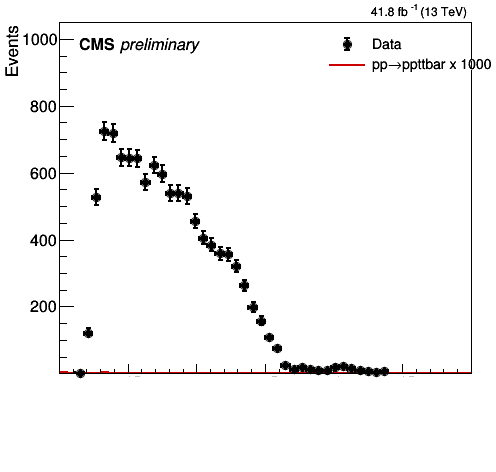 41.8 fb⁻¹ (13 TeV)
Events
CMS preliminary
Data
pp→ppttbar x 1000
1000
800
600
400
200